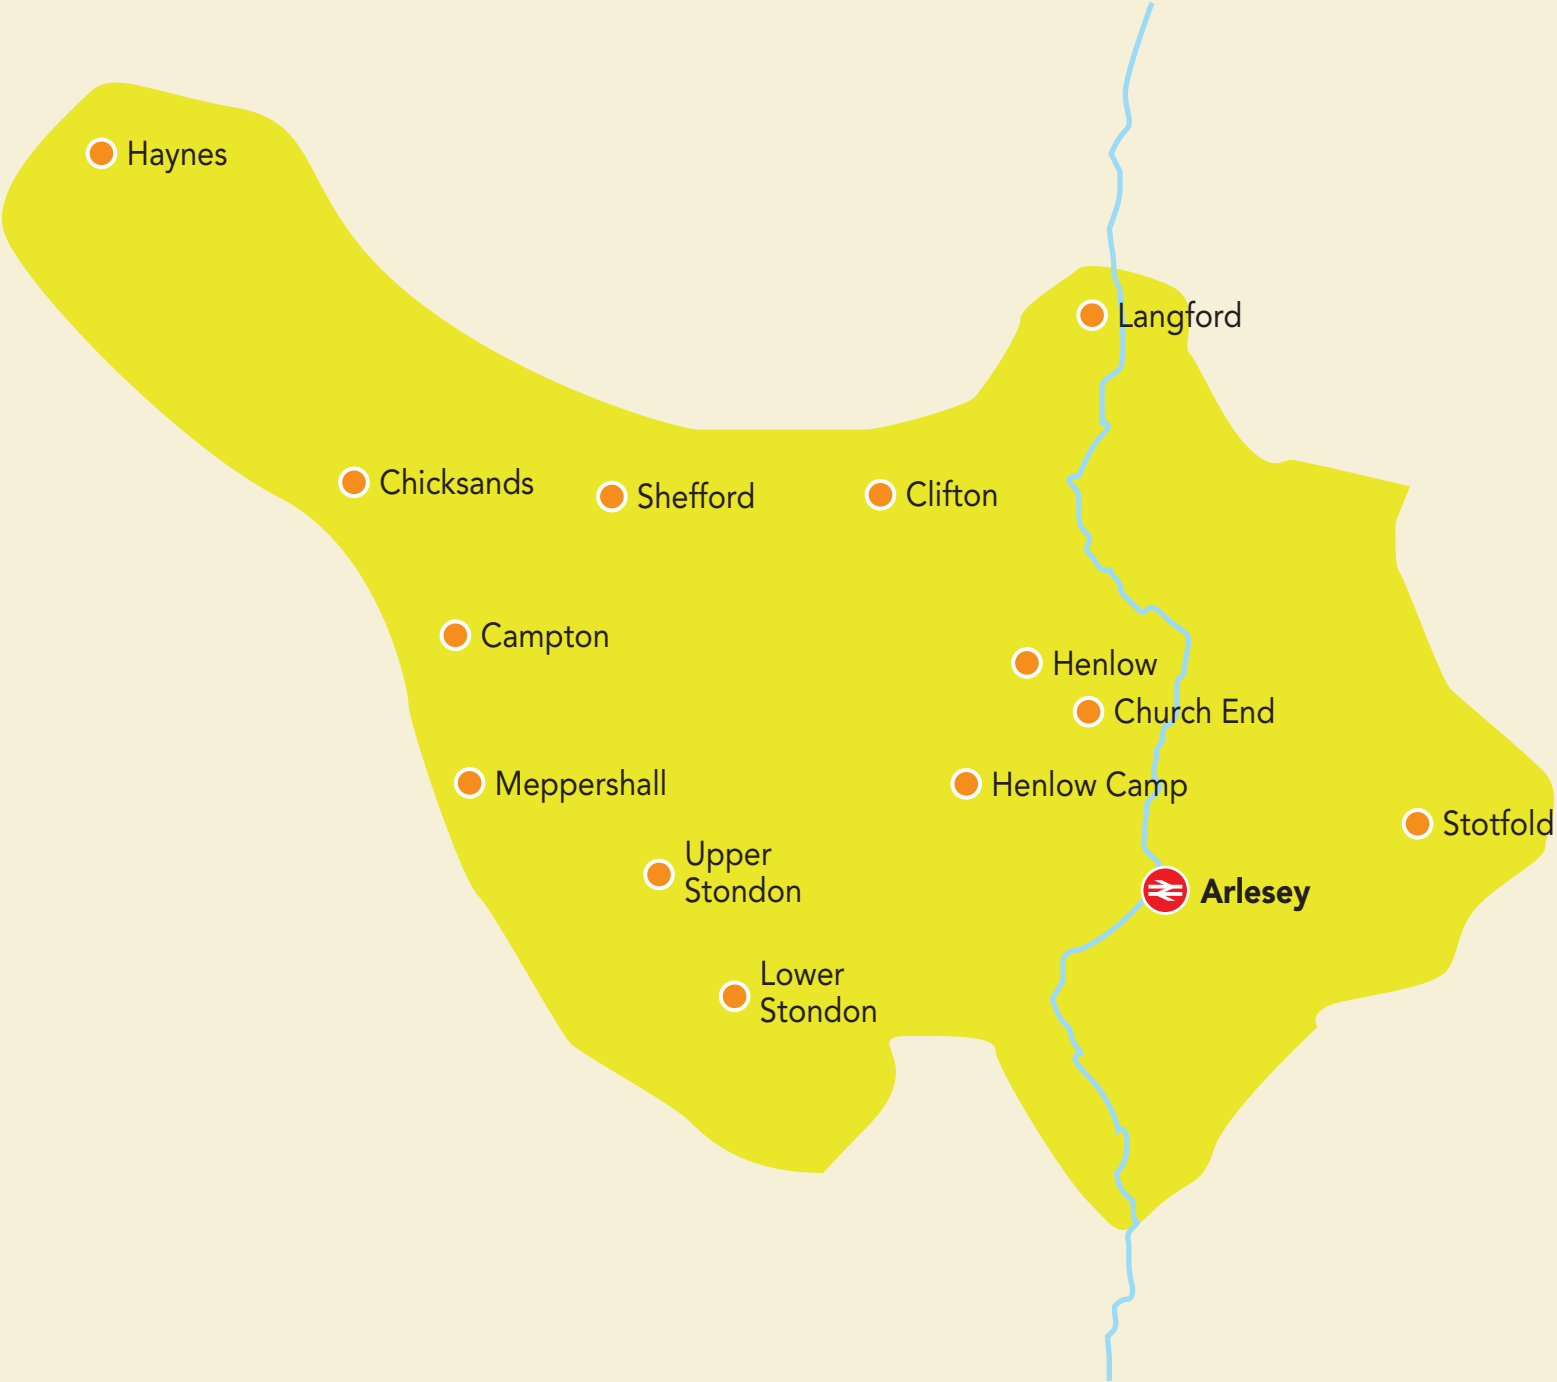 Haynes
Langford
Chicksands
Shefford
Clifton
Campton
Henlow
Church End
Meppershall
Henlow Camp
Stotfold
Upper
Stondon
Arlesey
Lower
Stondon